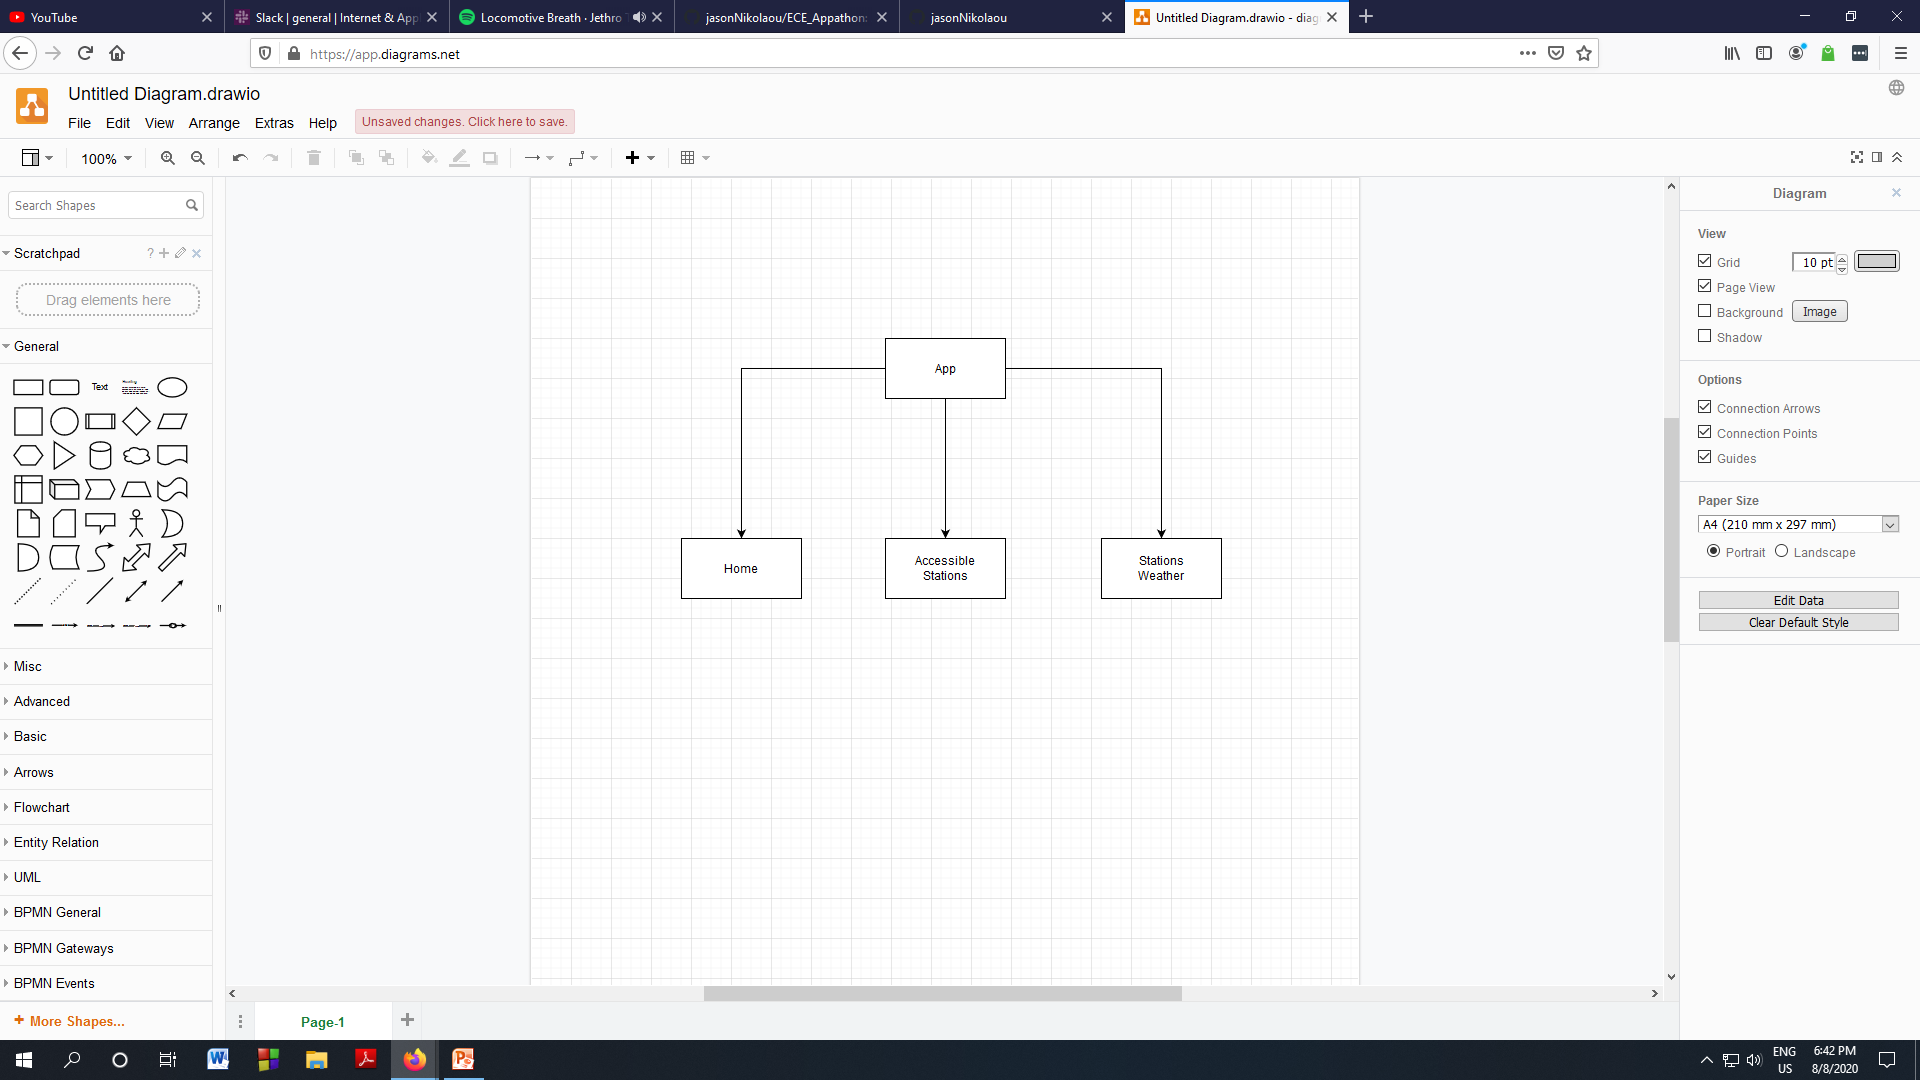 YouTube
Slack | general | Internet & App
Locomotive Breath · Jethro T
jasonNikolaou/ECE_Appathon:
jasonNikolaou
Untitled Diagram.drawio - diag
https://app.diagrams.net
Untitled Diagram.drawio
File Edit View Arrange Extras Help
Unsaved changes. Click here to save.
100%
Search Shapes
Scratchpad
?
Drag elements here
General
Text
Heading
Misc
Advanced
Basic
Arrows
Flowchart
Entity Relation
UML
BPMN General
BPMN Gateways
BPMN Events
+ More Shapes...
App
Home
Accessible
Stations
Stations
Weather
Page-1
Diagram
View
Grid
10 pt
Page View
Background
Image
Shadow
Options
Connection Arrows
Connection Points
Guides
Paper Size
A4 (210 mm x 297 mm)
Portrait
Landscape
Edit Data
Clear Default Style
ENG
US
6:42 PM
8/8/2020